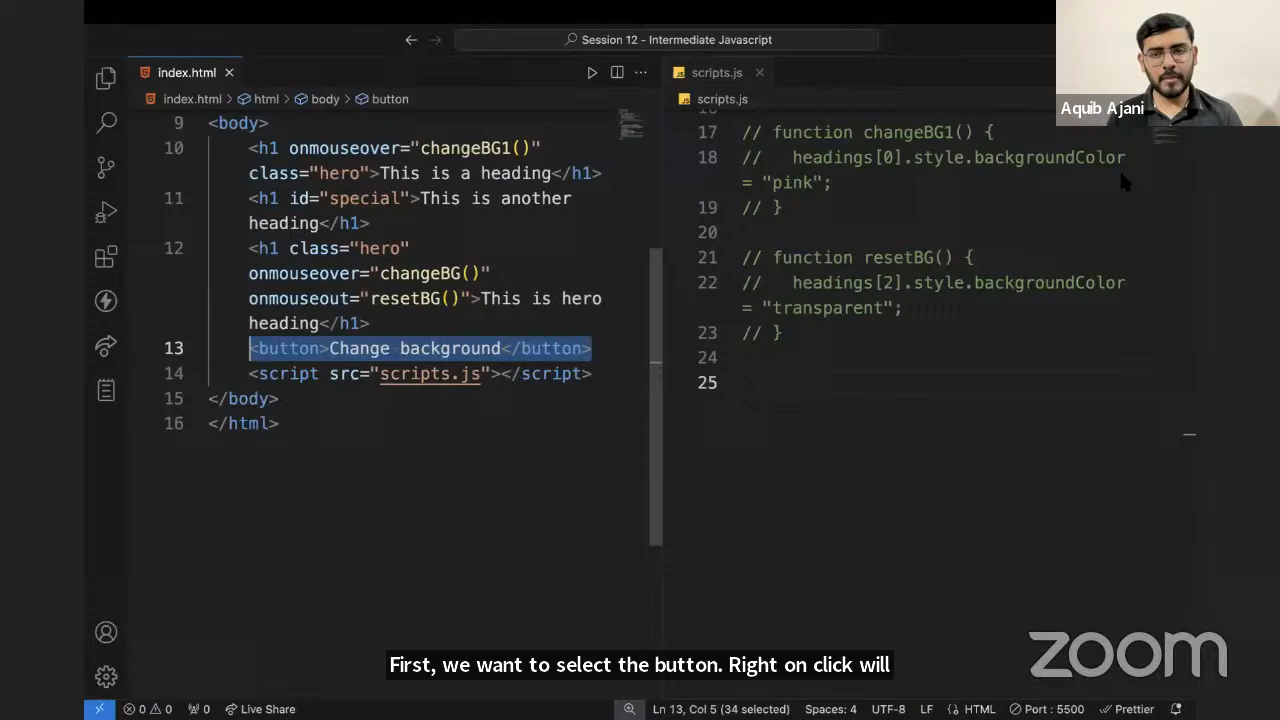 Session 12 - Intermediate Javascript
Aquib Ajani
index.html
index.html > html > body > button
9 <body>
10 <h1 onmouseover="changeBG1()"
class="hero">This is a heading</h1>
11 <h1 id="special">This is another
heading</h1>
12 <h1 class="hero"
onmouseover="changeBG()"
onmouseout="resetBG()">This is hero
heading</h1>
13 <button>Change background</button>
14 <script src="scripts.js"></script>
15 </body>
16 </html>
JS scripts.js
JS scripts.js
17 // function changeBG1() {
18 //   headings[0].style.backgroundColor
= "pink";
19 // }
20
21 // function resetBG() {
22 //   headings[2].style.backgroundColor
= "transparent";
23 // }
24
25
First, we want to select the button. Right on click will
zoom
0 0 0 Live Share Ln 13, Col 5 (34 selected) Spaces: 4 UTF-8 LF {} HTML Port : 5500 Prettier